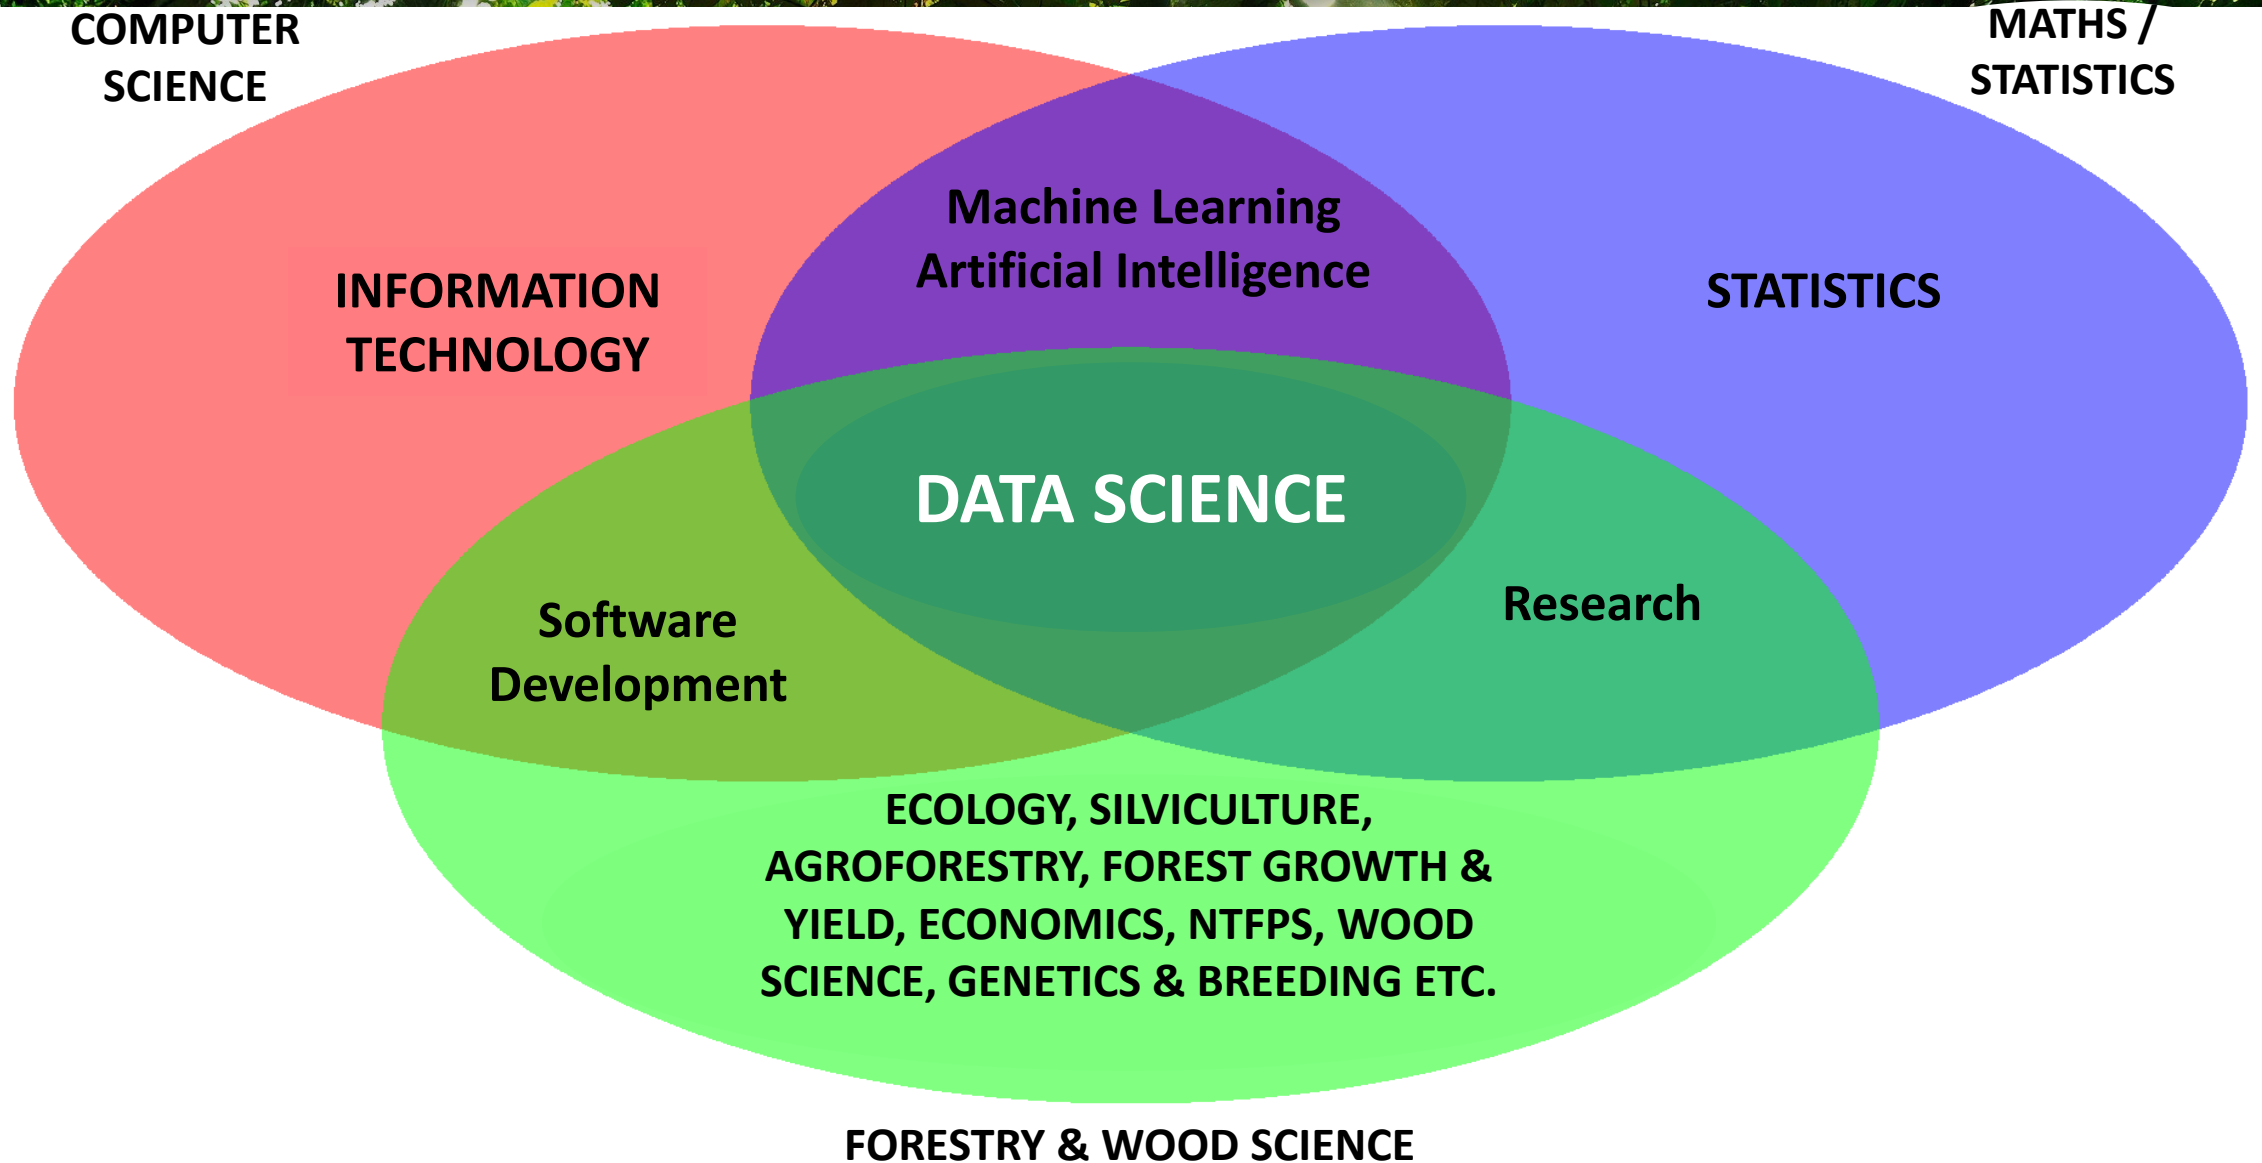 COMPUTER
SCIENCE
MATHS /
STATISTICS
Machine Learning
Artificial Intelligence
INFORMATION
TECHNOLOGY
STATISTICS
DATA SCIENCE
Software
Development
Research
ECOLOGY, SILVICULTURE,
AGROFORESTRY, FOREST GROWTH &
YIELD, ECONOMICS, NTFPS, WOOD
SCIENCE, GENETICS & BREEDING ETC.
FORESTRY & WOOD SCIENCE